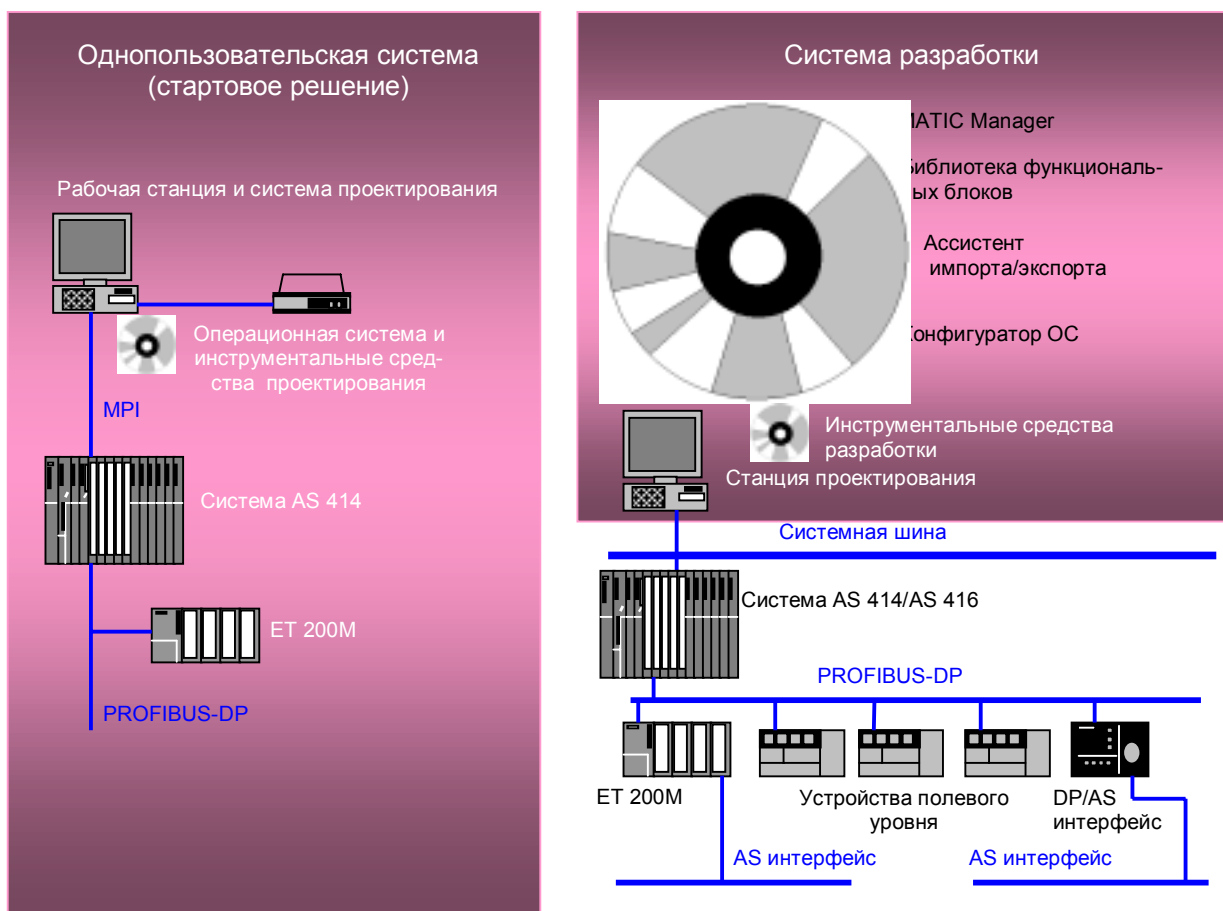 Однопользовательская система
(стартовое решение)
Рабочая станция и система проектирования
Операционная система и
инструментальные сред-
ства проектирования
MPI
Система AS 414
ET 200M
PROFIBUS-DP
Система разработки
MATIC Manager
Библиотека функциональ-
ых блоков
Ассистент
импорта/экспорта
Конфигуратор ОС
Инструментальные средства
разработки
Станция проектирования
Системная шина
Система AS 414/AS 416
PROFIBUS-DP
ET 200M
Устройства полевого
уровня
DP/AS
интерфейс
AS интерфейс
AS интерфейс